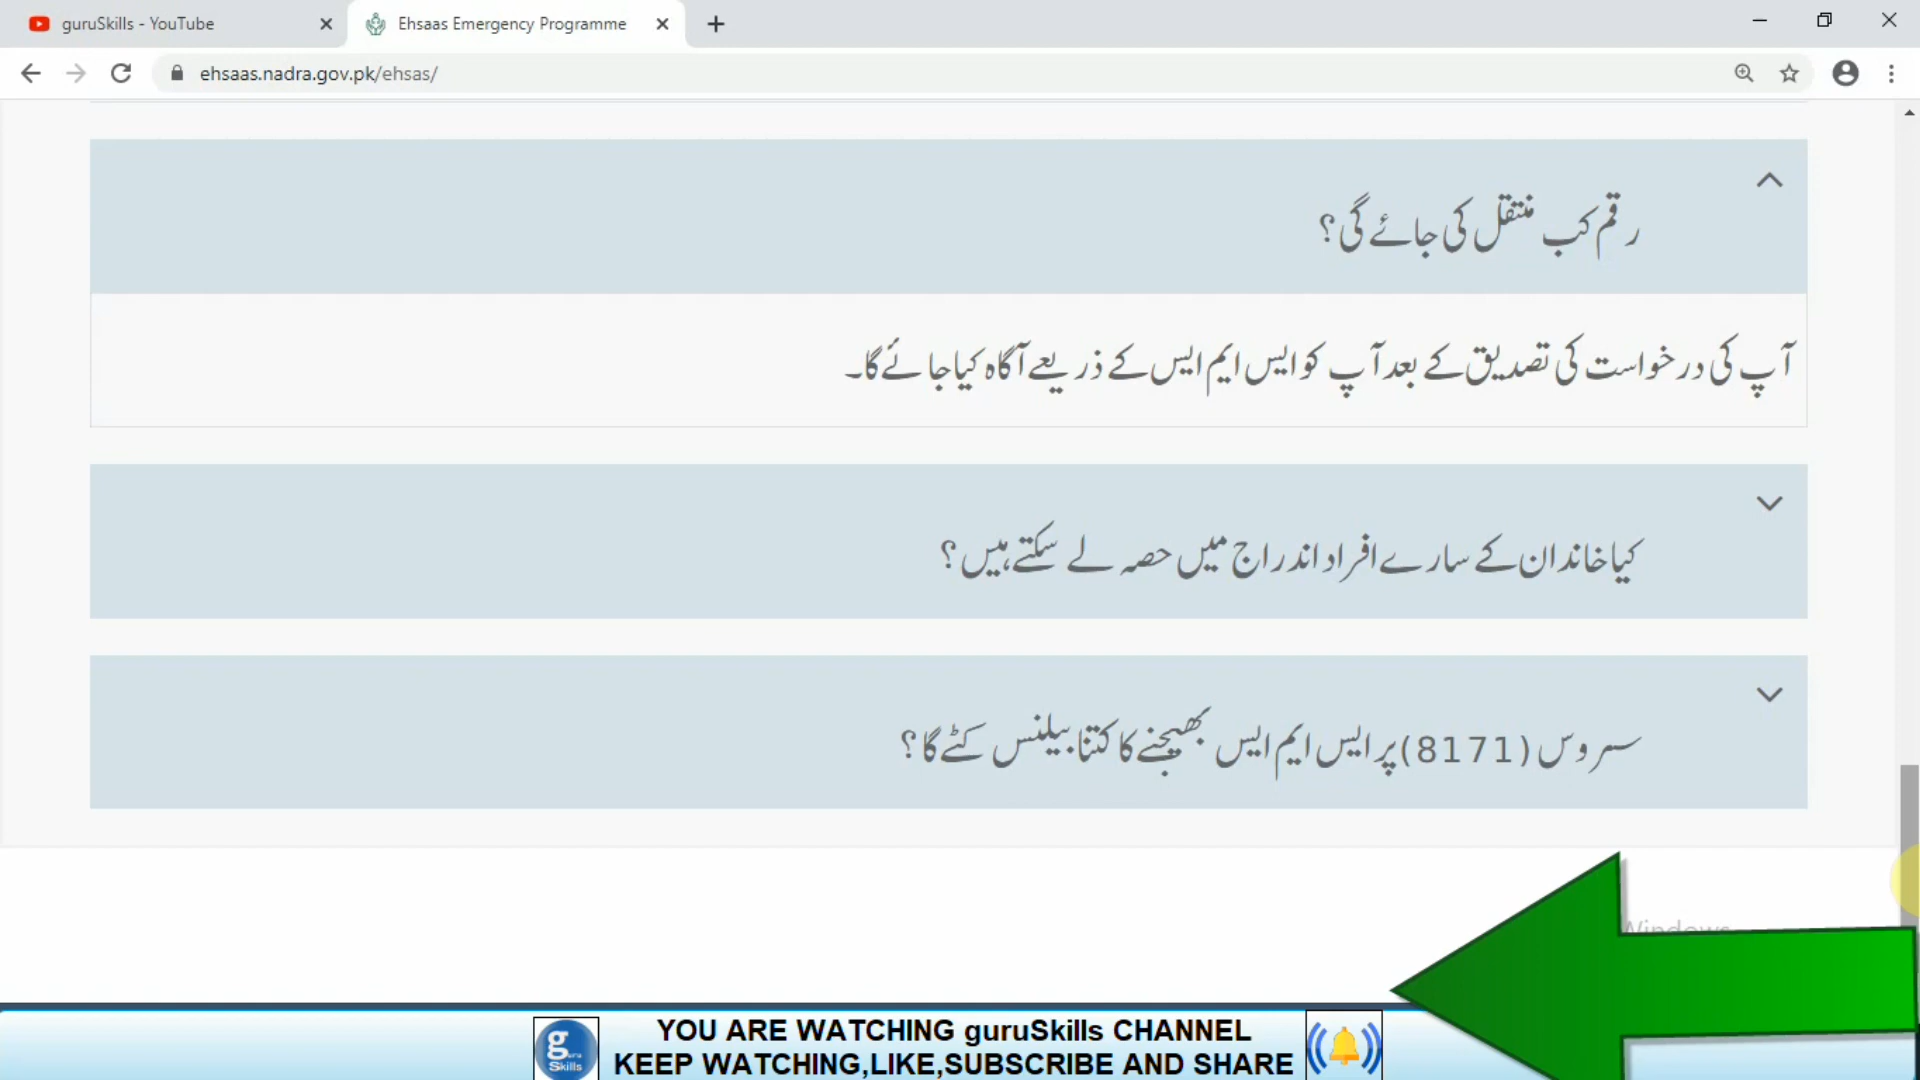 guruSkills - YouTube
Ehsaas Emergency Programme
ehsaas.nadra.gov.pk/ehsas/
رقم کب منتقل کی جائے گی؟
آپ کی درخواست کی تصدیق کے بعد آپ کو ایس ایم ایس کے ذریعے آگاہ کیا جائے گا۔
کیا خاندان کے سارے افراد اندراج میں حصہ لے سکتے ہیں؟
سروس (8171) پر ایس ایم ایس بھیجنے کا کتنا بیلنس کٹے گا؟
Windows
g
uru
Skills
YOU ARE WATCHING guruSkills CHANNEL
KEEP WATCHING,LIKE,SUBSCRIBE AND SHARE